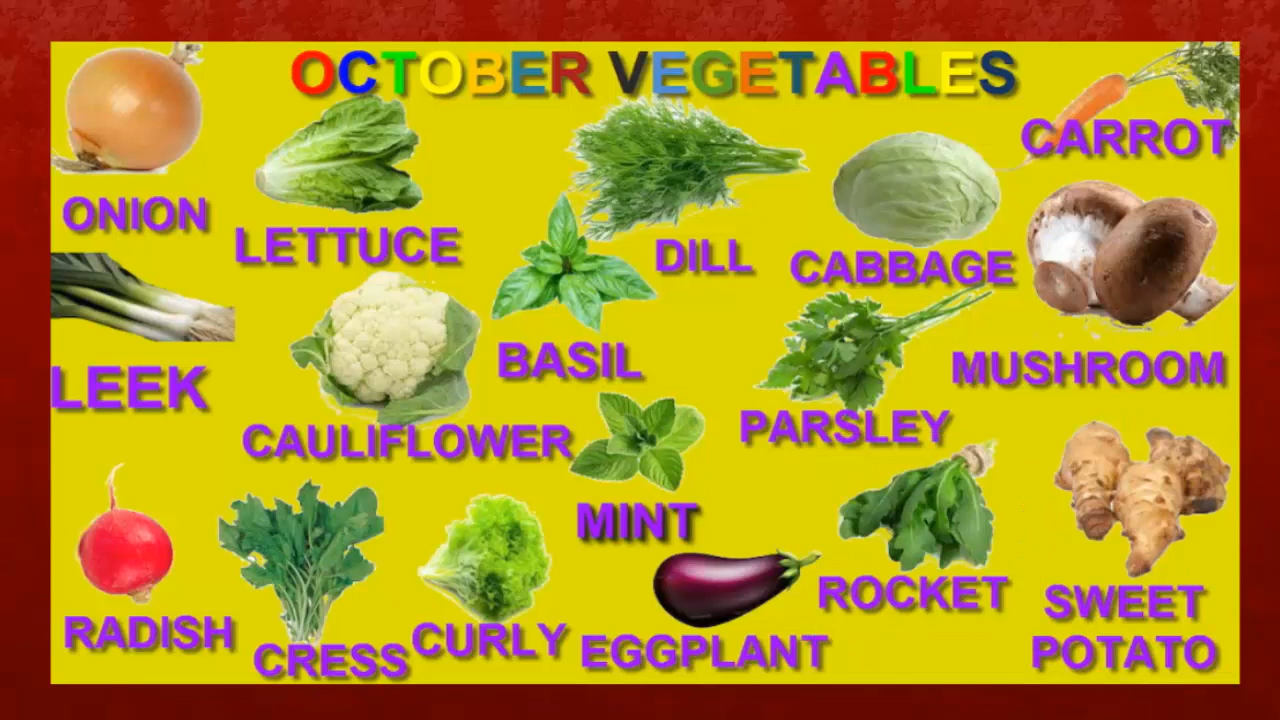 OCTOBER VEGETABLES
CARROT
ONION
LETTUCE
DILL
CABBAGE
LEEK
BASIL
MUSHROOM
CAULIFLOWER
PARSLEY
MINT
ROCKET
SWEET
POTATO
RADISH
CRESS
CURLY
EGGPLANT